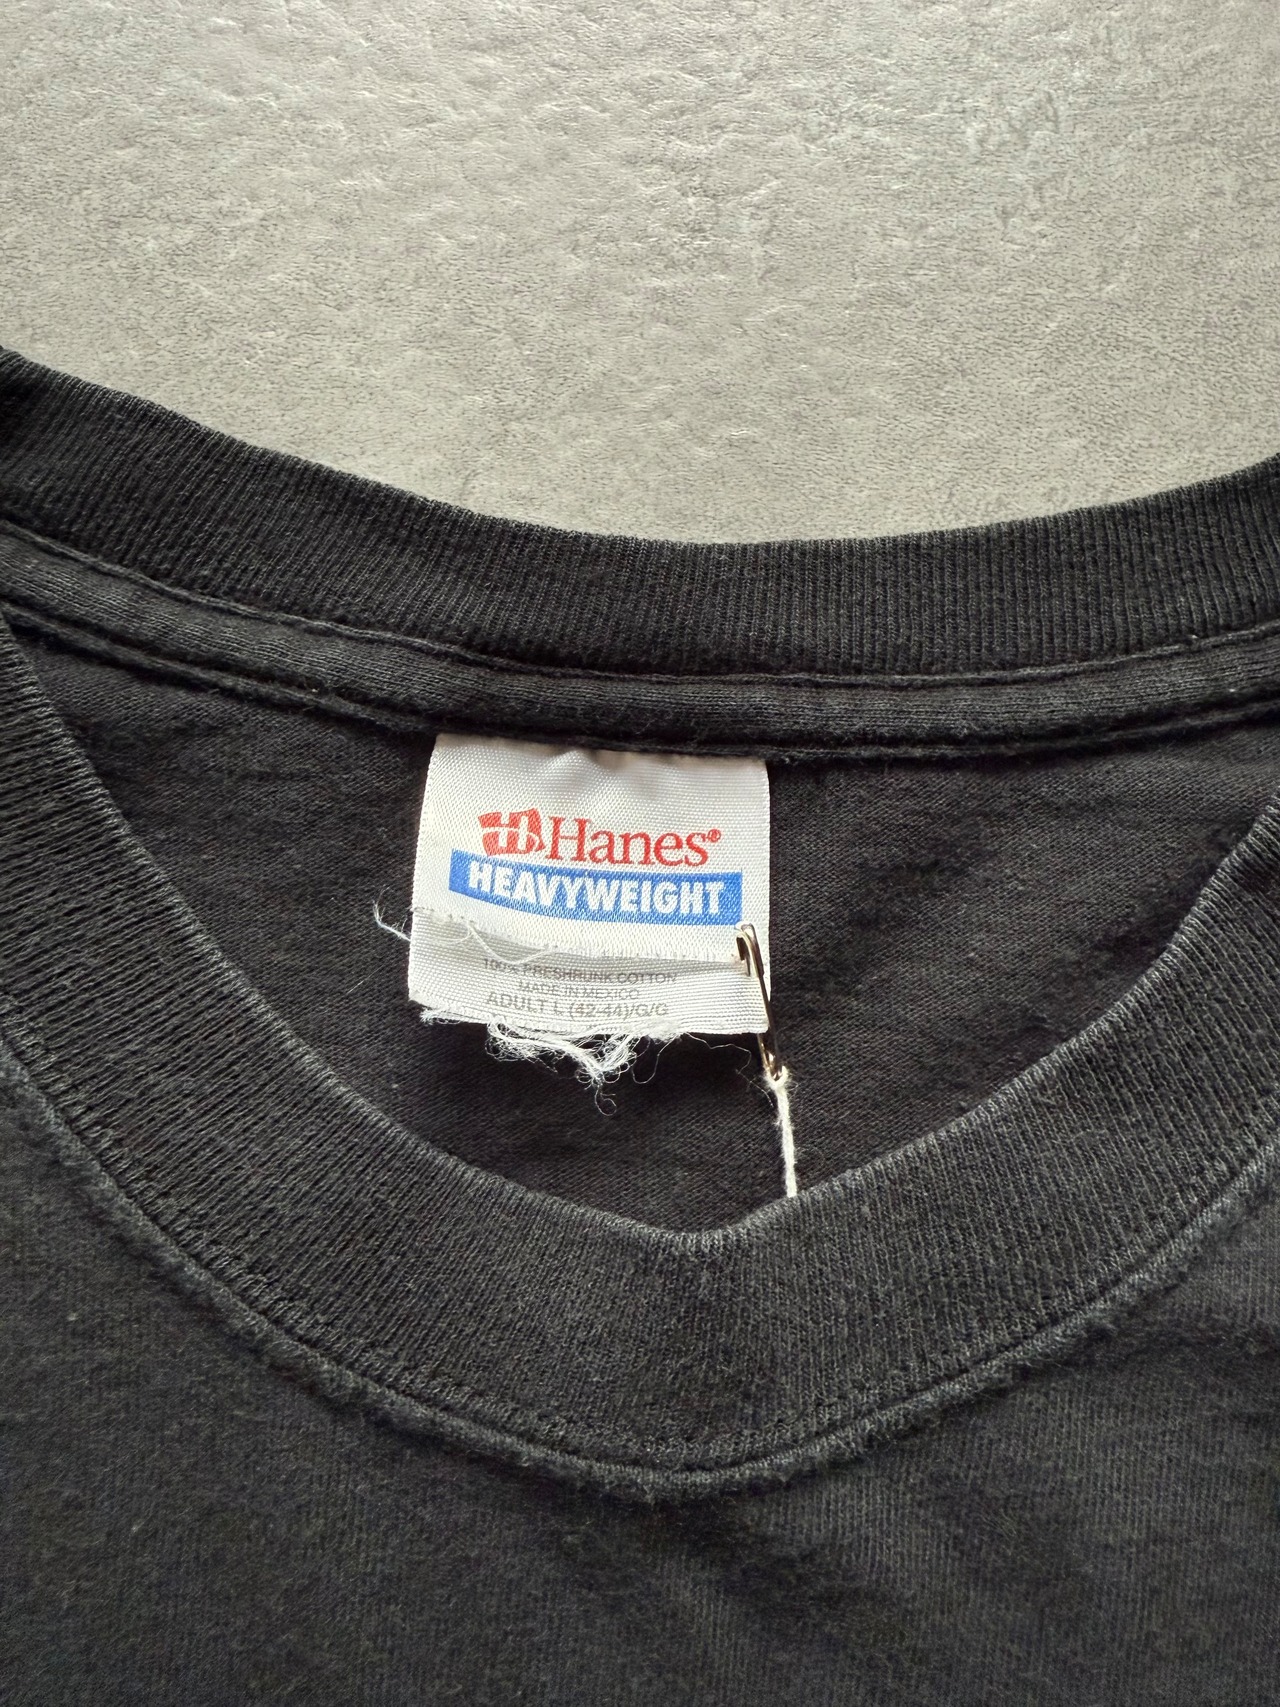 Hanes®
HEAVYWEIGHT
100% PRESHRUNK COTTON
MADE IN MEXICO
ADULT L (42-44)/G/G